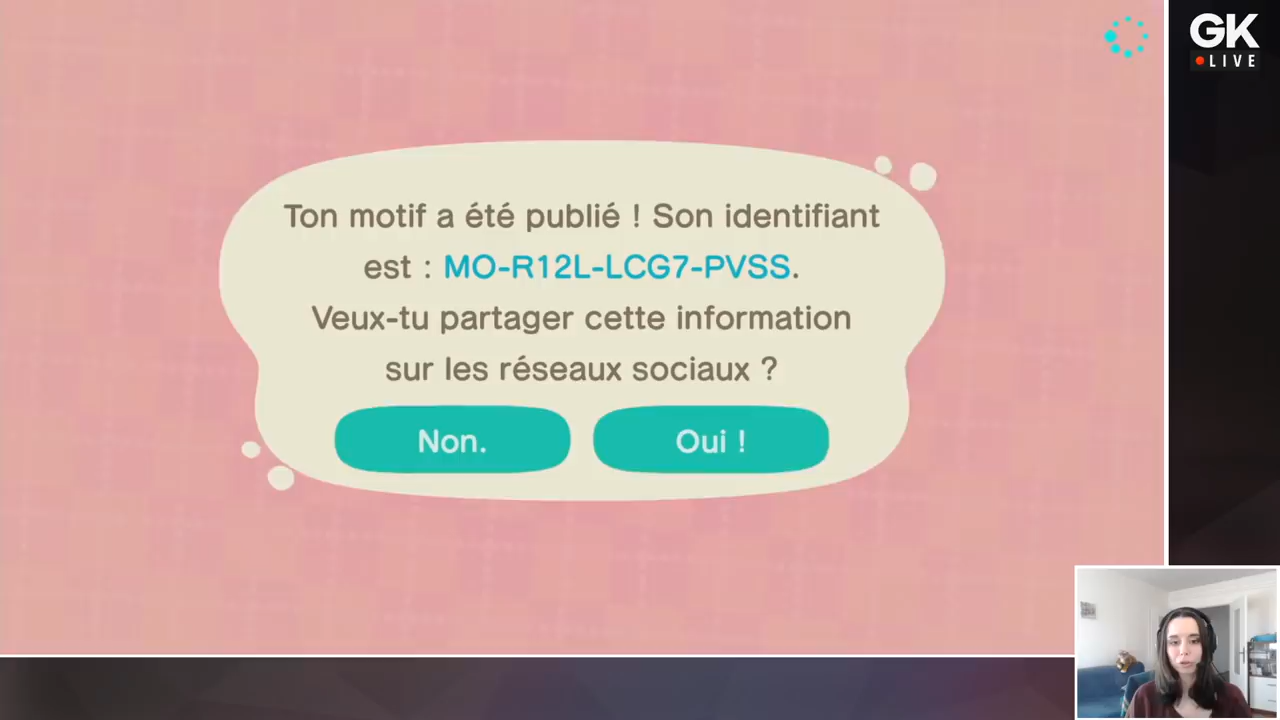 GK
LIVE
Ton motif a été publié ! Son identifiant
est : MO-R12L-LCG7-PVSS.
Veux-tu partager cette information
sur les réseaux sociaux ?
Non.
Oui !